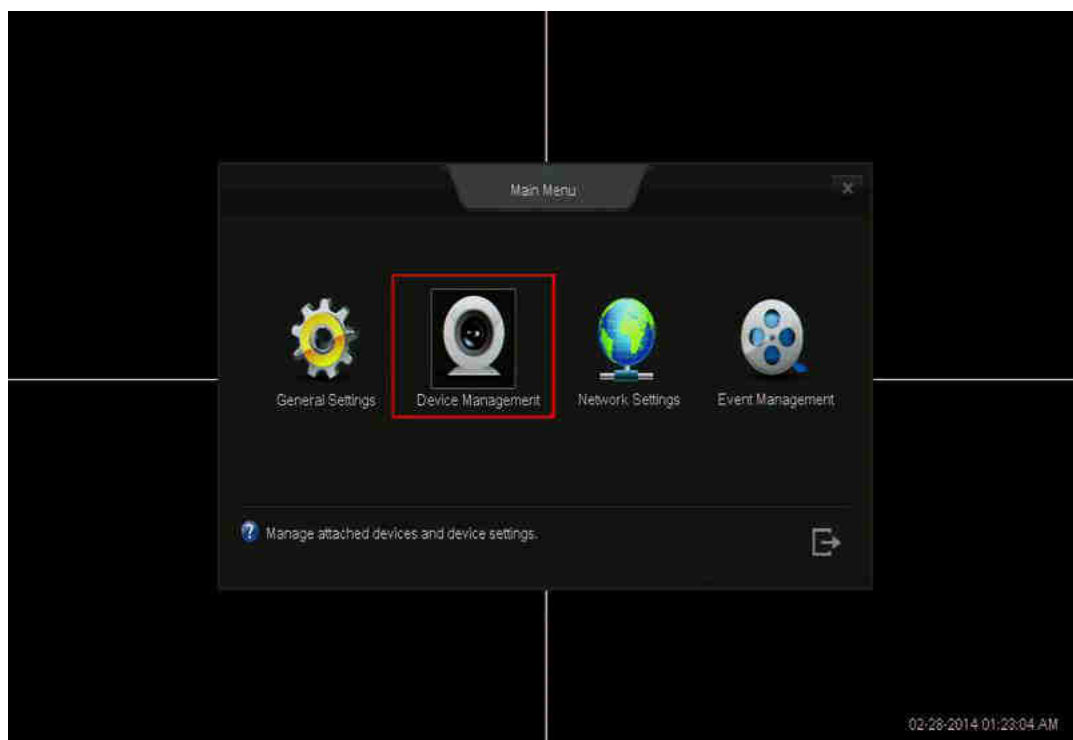 Main Menu
X
General Settings
Device Management
Network Settings
Event Management
? Manage attached devices and device settings.
02-28-2014 01:23:04 AM